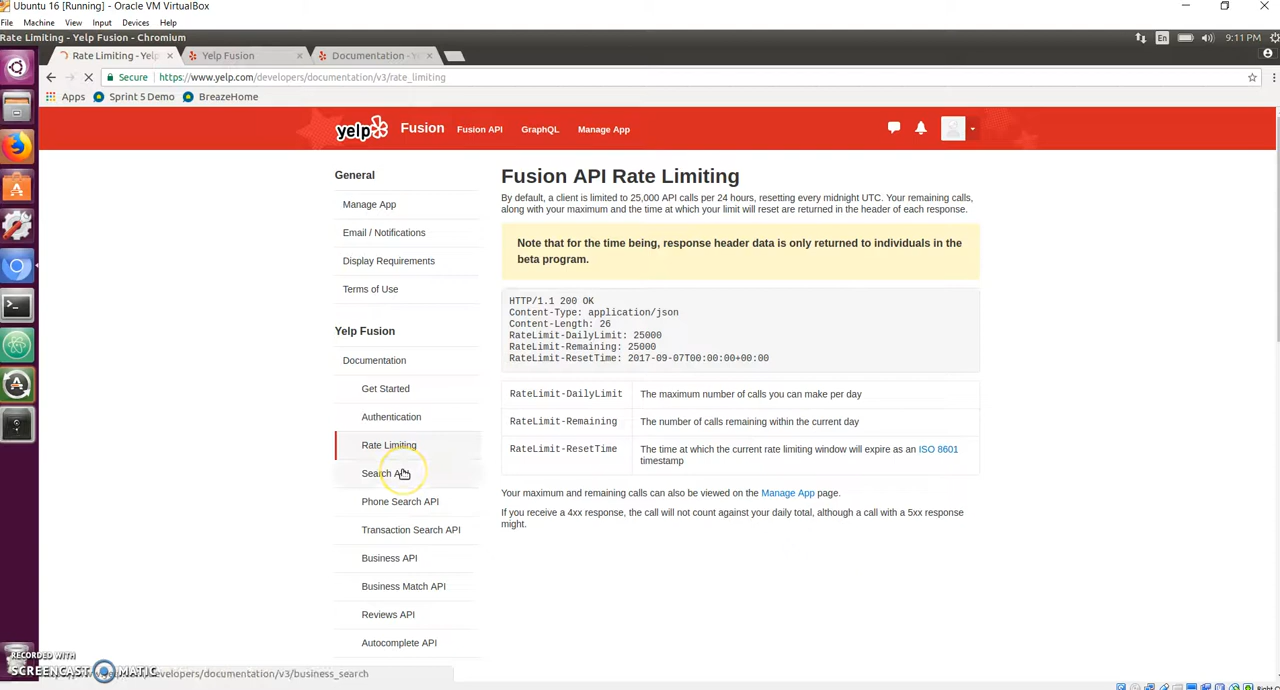 Ubuntu 16 [Running] - Oracle VM VirtualBox
File Machine View Input Devices Help
Rate Limiting - Yelp Fusion - Chromium
En 9:11 PM
Rate Limiting - Yelp
Yelp Fusion
Documentation - Ye
Secure https://www.yelp.com/developers/documentation/v3/rate_limiting
Apps Sprint 5 Demo BreazeHome
yelp Fusion Fusion API GraphQL Manage App
General
Manage App
Email / Notifications
Display Requirements
Terms of Use
Yelp Fusion
Documentation
Get Started
Authentication
Rate Limiting
Search API
Phone Search API
Transaction Search API
Business API
Business Match API
Reviews API
Autocomplete API
Fusion API Rate Limiting
By default, a client is limited to 25,000 API calls per 24 hours, resetting every midnight UTC. Your remaining calls,
along with your maximum and the time at which your limit will reset are returned in the header of each response.
Note that for the time being, response header data is only returned to individuals in the
beta program.
HTTP/1.1 200 OK
Content-Type: application/json
Content-Length: 26
RateLimit-DailyLimit: 25000
RateLimit-Remaining: 25000
RateLimit-ResetTime: 2017-09-07T00:00:00+00:00
RateLimit-DailyLimit The maximum number of calls you can make per day
RateLimit-Remaining The number of calls remaining within the current day
RateLimit-ResetTime The time at which the current rate limiting window will expire as an ISO 8601
timestamp
Your maximum and remaining calls can also be viewed on the Manage App page.
If you receive a 4xx response, the call will not count against your daily total, although a call with a 5xx response
might.
RECORDED WITH
SCREENCAST MATIC
developers/documentation/v3/business_search
Right